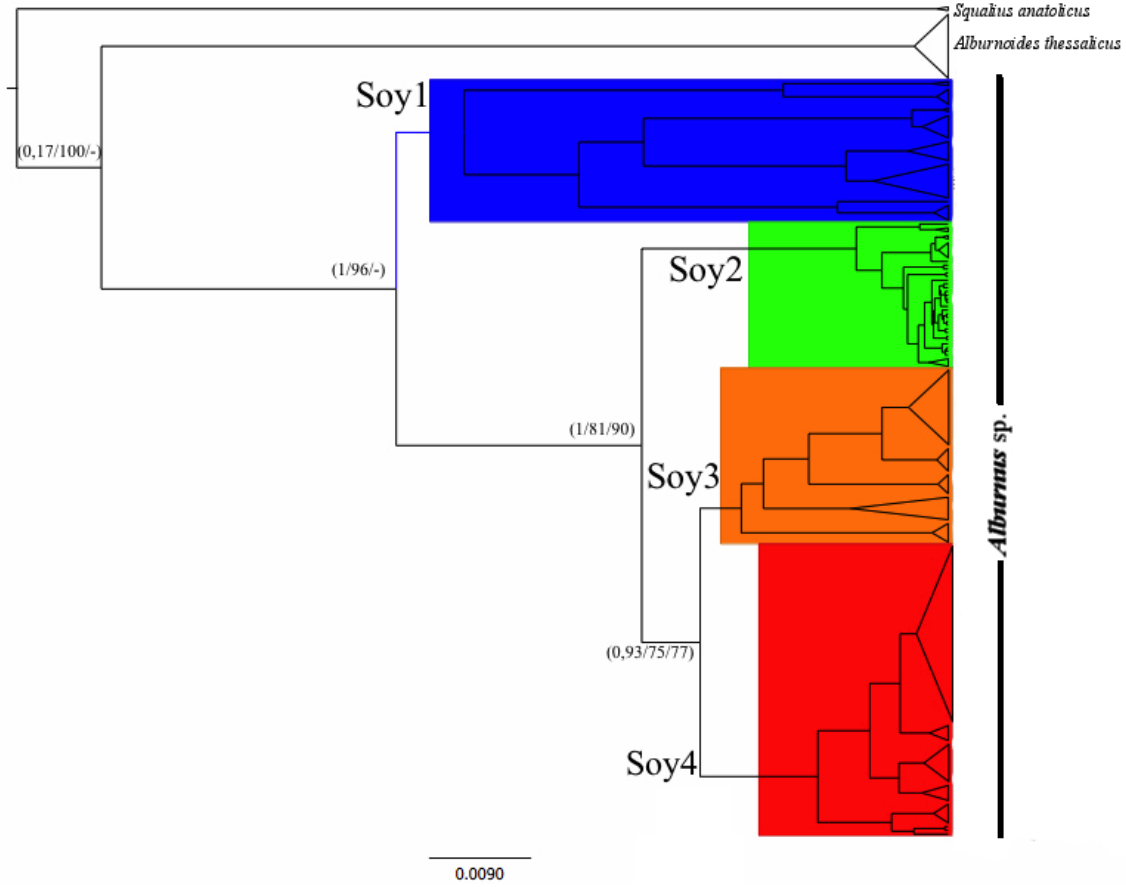 Squalius anatolicus
Alburnoides thessalicus
Soy1
(0,17/100/-)
(1/96/-)
Soy2
(1/81/90)
Soy3
Alburnus sp.
(0,93/75/77)
Soy4
0.0090